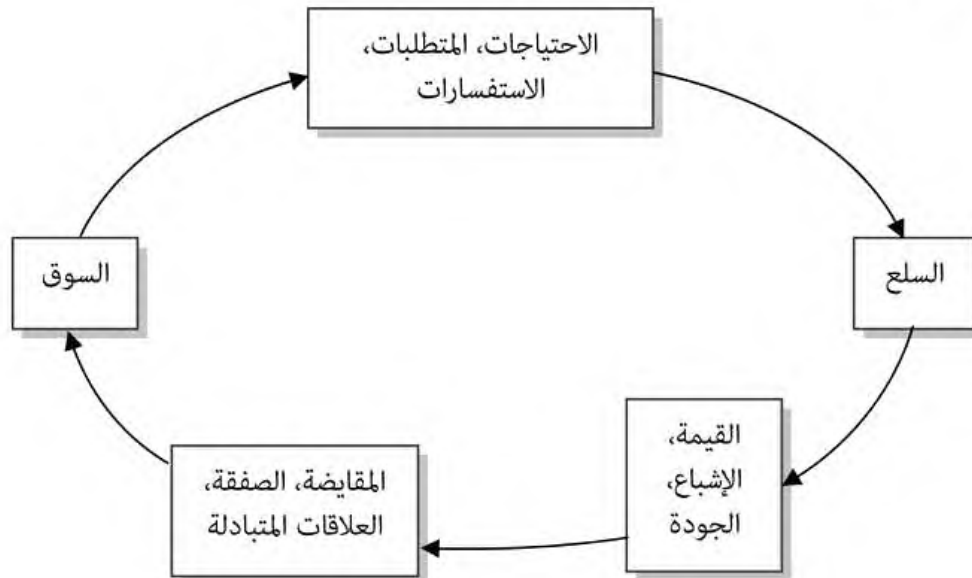 الاحتياجات، المتطلبات،
الاستفسارات
السلع
القيمة،
الإشباع،
الجودة
المقايضة، الصفقة،
العلاقات المتبادلة
السوق